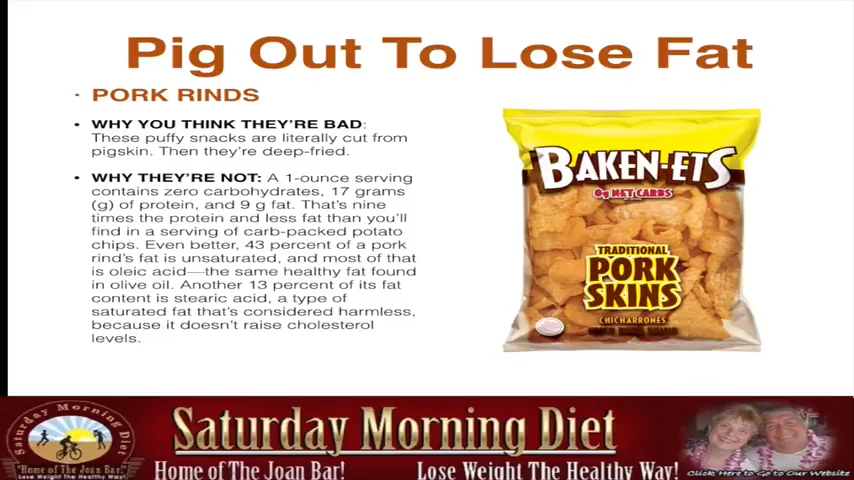 Pig Out To Lose Fat
• PORK RINDS
• WHY YOU THINK THEY'RE BAD:
These puffy snacks are literally cut from
pigskin. Then they're deep-fried.
• WHY THEY'RE NOT: A 1-ounce serving
contains zero carbohydrates, 17 grams
(g) of protein, and 9 g fat. That's nine
times the protein and less fat than you'll
find in a serving of carb-packed potato
chips. Even better, 43 percent of a pork
rind's fat is unsaturated, and most of that
is oleic acid—the same healthy fat found
in olive oil. Another 13 percent of its fat
content is stearic acid, a type of
saturated fat that's considered harmless,
because it doesn't raise cholesterol
levels.
BAKEN-ETS
0g NET CARBS
TRADITIONAL
PORK
SKINS
CHICHARRONES
Saturday Morning Diet
"Home of The Joan Bar!"
Lose Weight The Healthy Way!
Saturday Morning Diet
Home of The Joan Bar! Lose Weight The Healthy Way!
Click Here to Go to Our Website